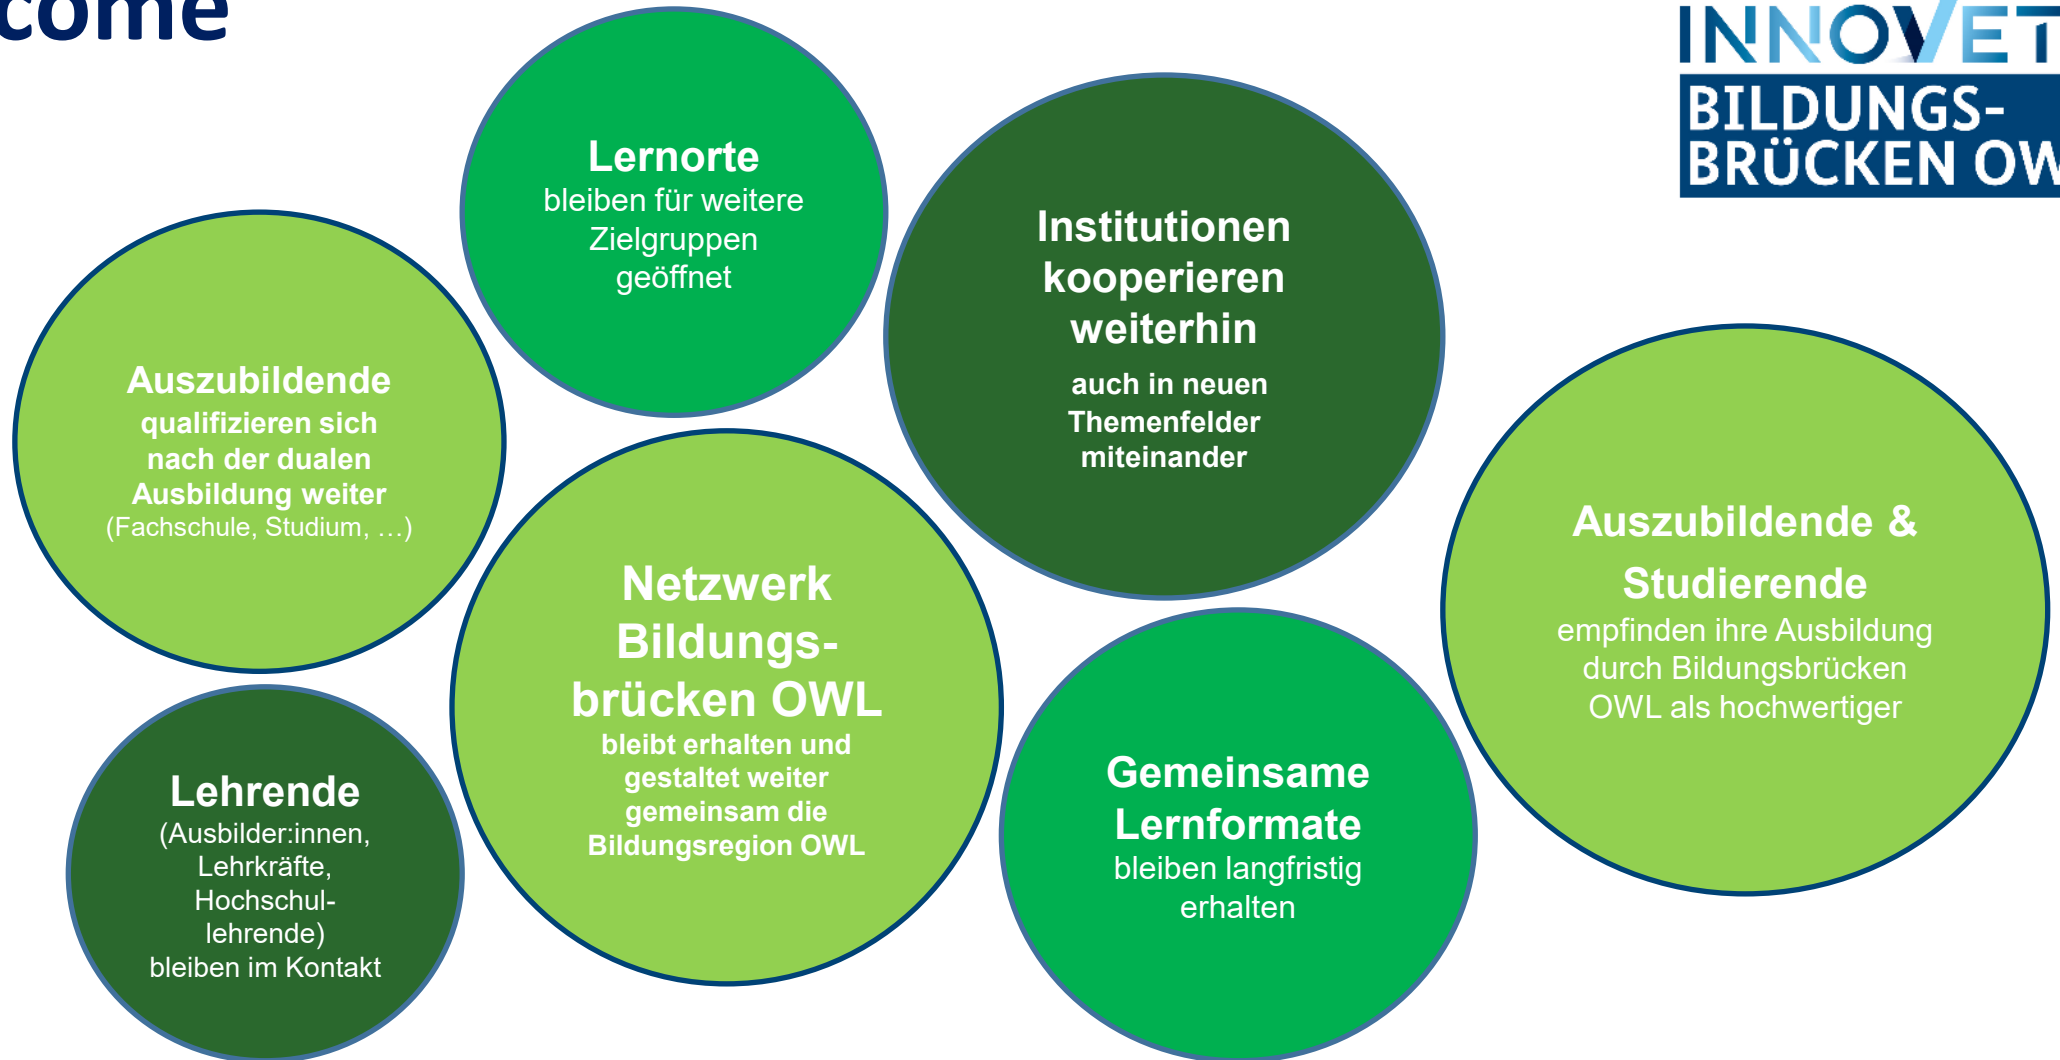 come
INNOVET
BILDUNGS-
BRÜCKEN OW
Lernorte
bleiben für weitere
Zielgruppen
geöffnet
Institutionen
kooperieren
weiterhin
auch in neuen
Themenfelder
miteinander
Auszubildende
qualifizieren sich
nach der dualen
Ausbildung weiter
(Fachschule, Studium, …)
Auszubildende &
Studierende
empfinden ihre Ausbildung
durch Bildungsbrücken
OWL als hochwertiger
Netzwerk
Bildungs-
brücken OWL
bleibt erhalten und
gestaltet weiter
gemeinsam die
Bildungsregion OWL
Lehrende
(Ausbilder:innen,
Lehrkräfte,
Hochschul-
lehrende)
bleiben im Kontakt
Gemeinsame
Lernformate
bleiben langfristig
erhalten